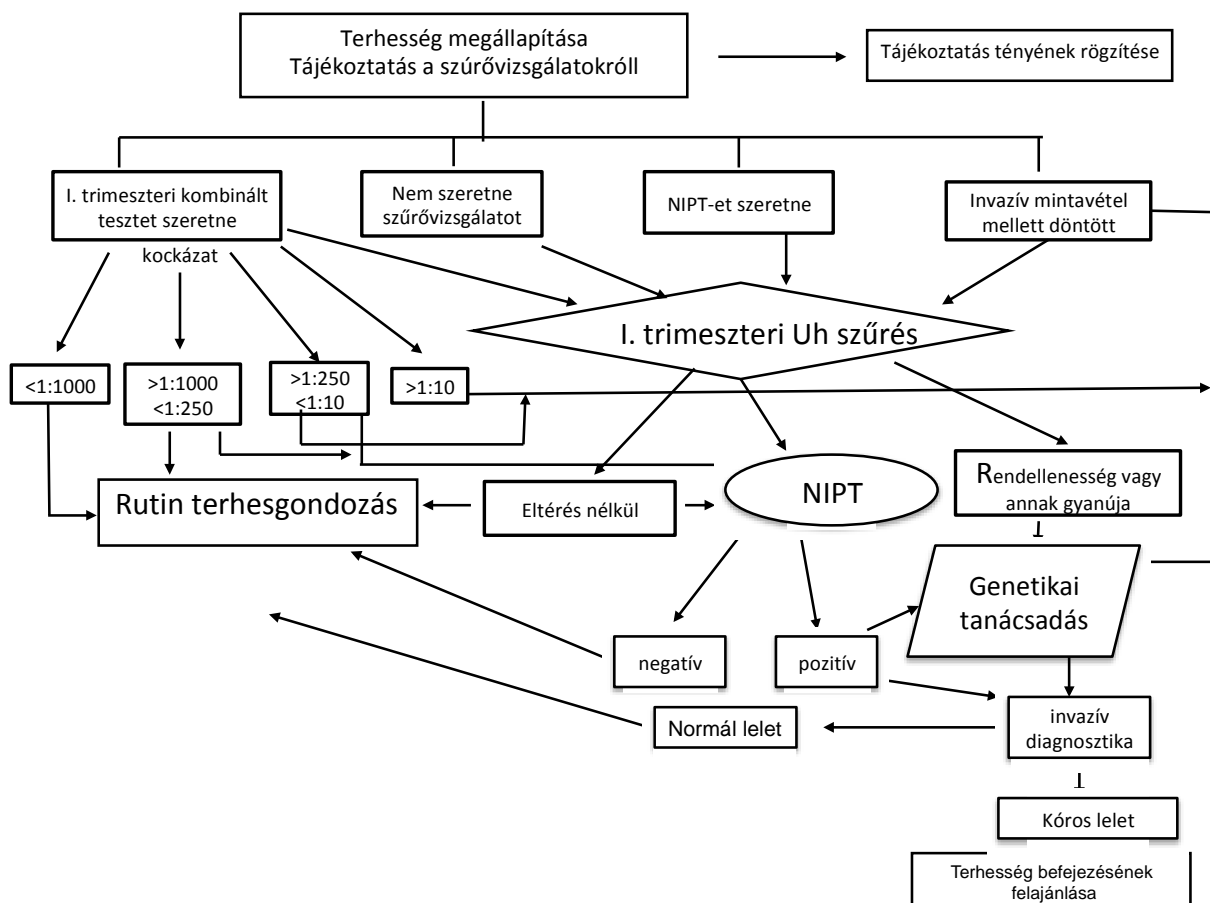 Terhesség megállapítása
Tájékoztatás a szúrővizsgálatokróll
Tájékoztatás tényének rögzítése
I. trimeszteri kombinált
tesztet szeretne
Nem szeretne
szűrővizsgálatot
NIPT-et szeretne
Invazív mintavétel
mellett döntött
kockázat
I. trimeszteri Uh szűrés
<1:1000
>1:1000
<1:250
>1:250
<1:10
>1:10
Rutin terhesgondozás
Eltérés nélkül
NIPT
Rendellenesség vagy
annak gyanúja
Genetikai
tanácsadás
negatív
pozitív
Normál lelet
invazív
diagnosztika
Kóros lelet
Terhesség befejezésének
felajánlása